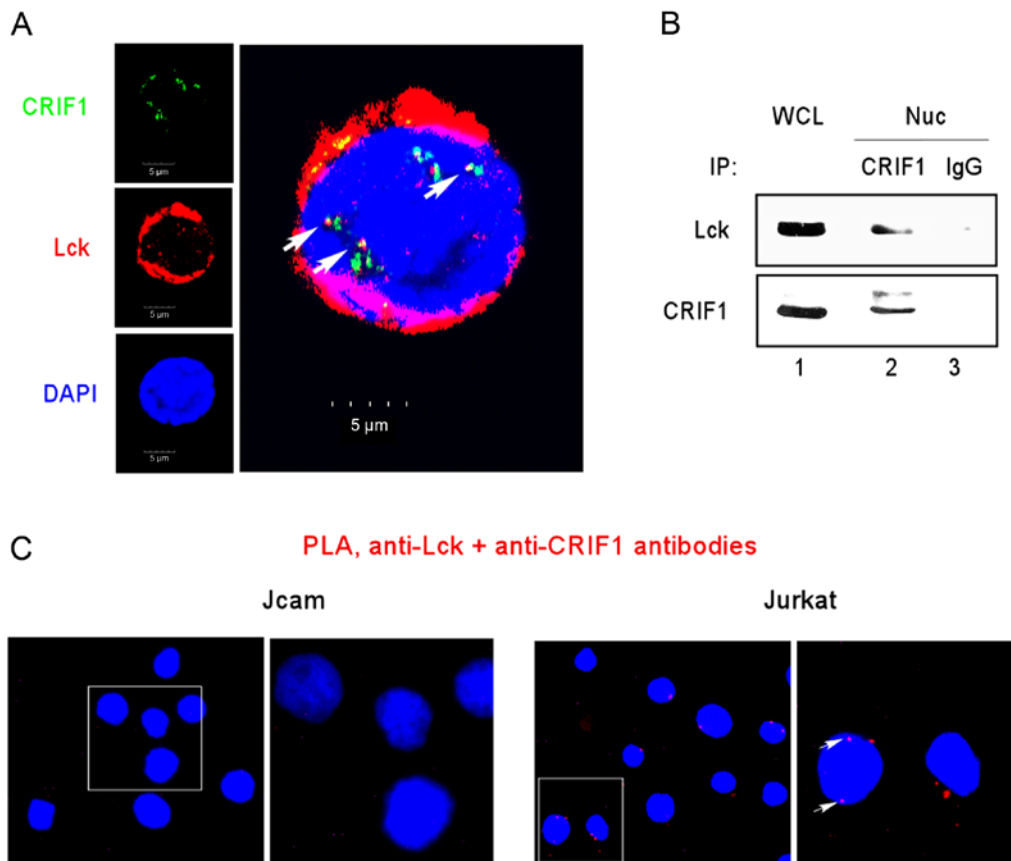 A
CRIF1
5 µm
Lck
5 µm
DAPI
5 µm
5 µm
B
WCL Nuc
IP: CRIF1 IgG
Lck
CRIF1
1 2 3
C
PLA, anti-Lck + anti-CRIF1 antibodies
Jcam Jurkat